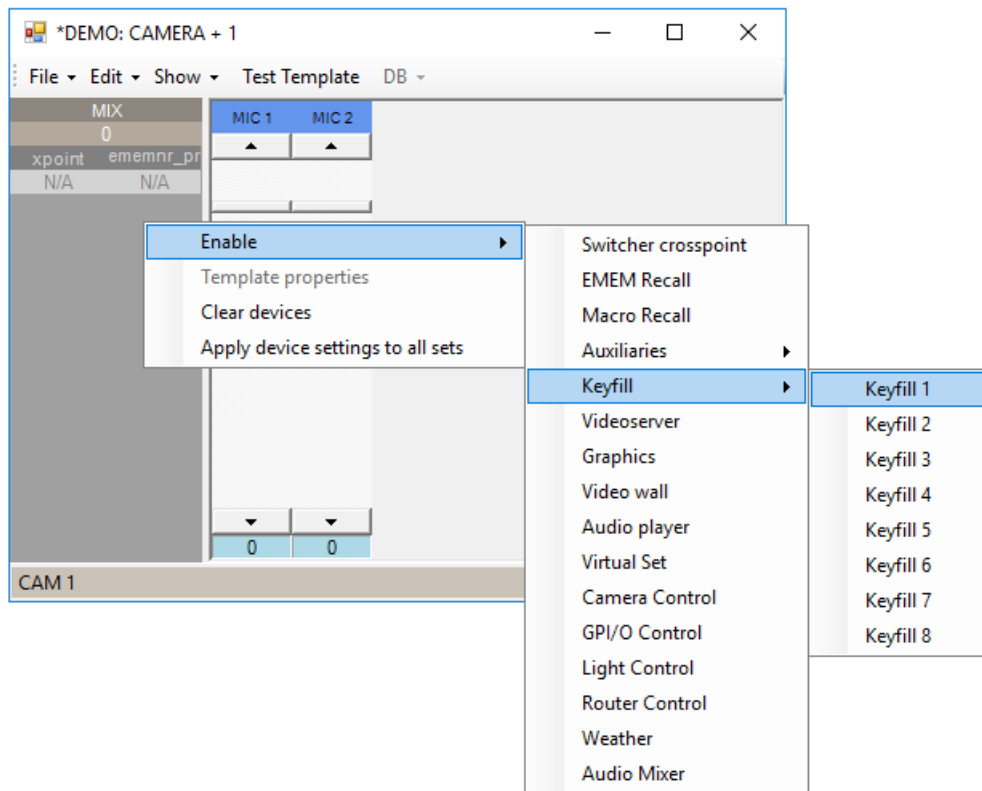 *DEMO: CAMERA + 1
File Edit Show Test Template DB
MIX
0
xpoint ememnr_pr
N/A N/A
MIC 1 MIC 2
Enable
Template properties
Clear devices
Apply device settings to all sets
Switcher crosspoint
EMEM Recall
Macro Recall
Auxiliaries
Keyfill
Videoserver
Graphics
Video wall
Audio player
Virtual Set
Camera Control
GPI/O Control
Light Control
Router Control
Weather
Audio Mixer
Keyfill 1
Keyfill 2
Keyfill 3
Keyfill 4
Keyfill 5
Keyfill 6
Keyfill 7
Keyfill 8
0 0
CAM 1